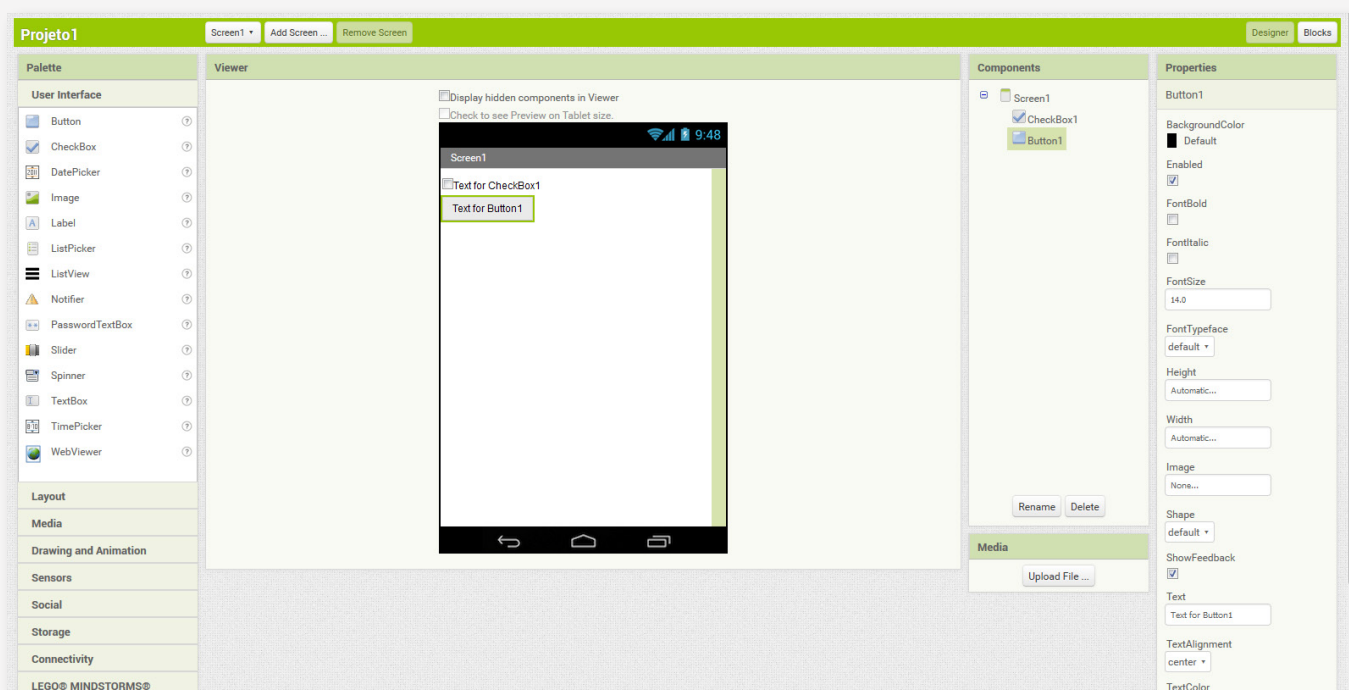 Projeto1
Screen1
Add Screen ...
Remove Screen
Designer
Blocks
Palette
User Interface
Button
CheckBox
DatePicker
Image
Label
ListPicker
ListView
Notifier
PasswordTextBox
Slider
Spinner
TextBox
TimePicker
WebViewer
Layout
Media
Drawing and Animation
Sensors
Social
Storage
Connectivity
LEGO® MINDSTORMS®
Viewer
Display hidden components in Viewer
Check to see Preview on Tablet size.
9:48
Screen1
Text for CheckBox1
Text for Button1
Components
Screen1
CheckBox1
Button1
Rename
Delete
Media
Upload File ...
Properties
Button1
BackgroundColor
Default
Enabled
FontBold
FontItalic
FontSize
14.0
FontTypeface
default
Height
Automatic...
Width
Automatic...
Image
None...
Shape
default
ShowFeedback
Text
Text for Button1
TextAlignment
center
TextColor